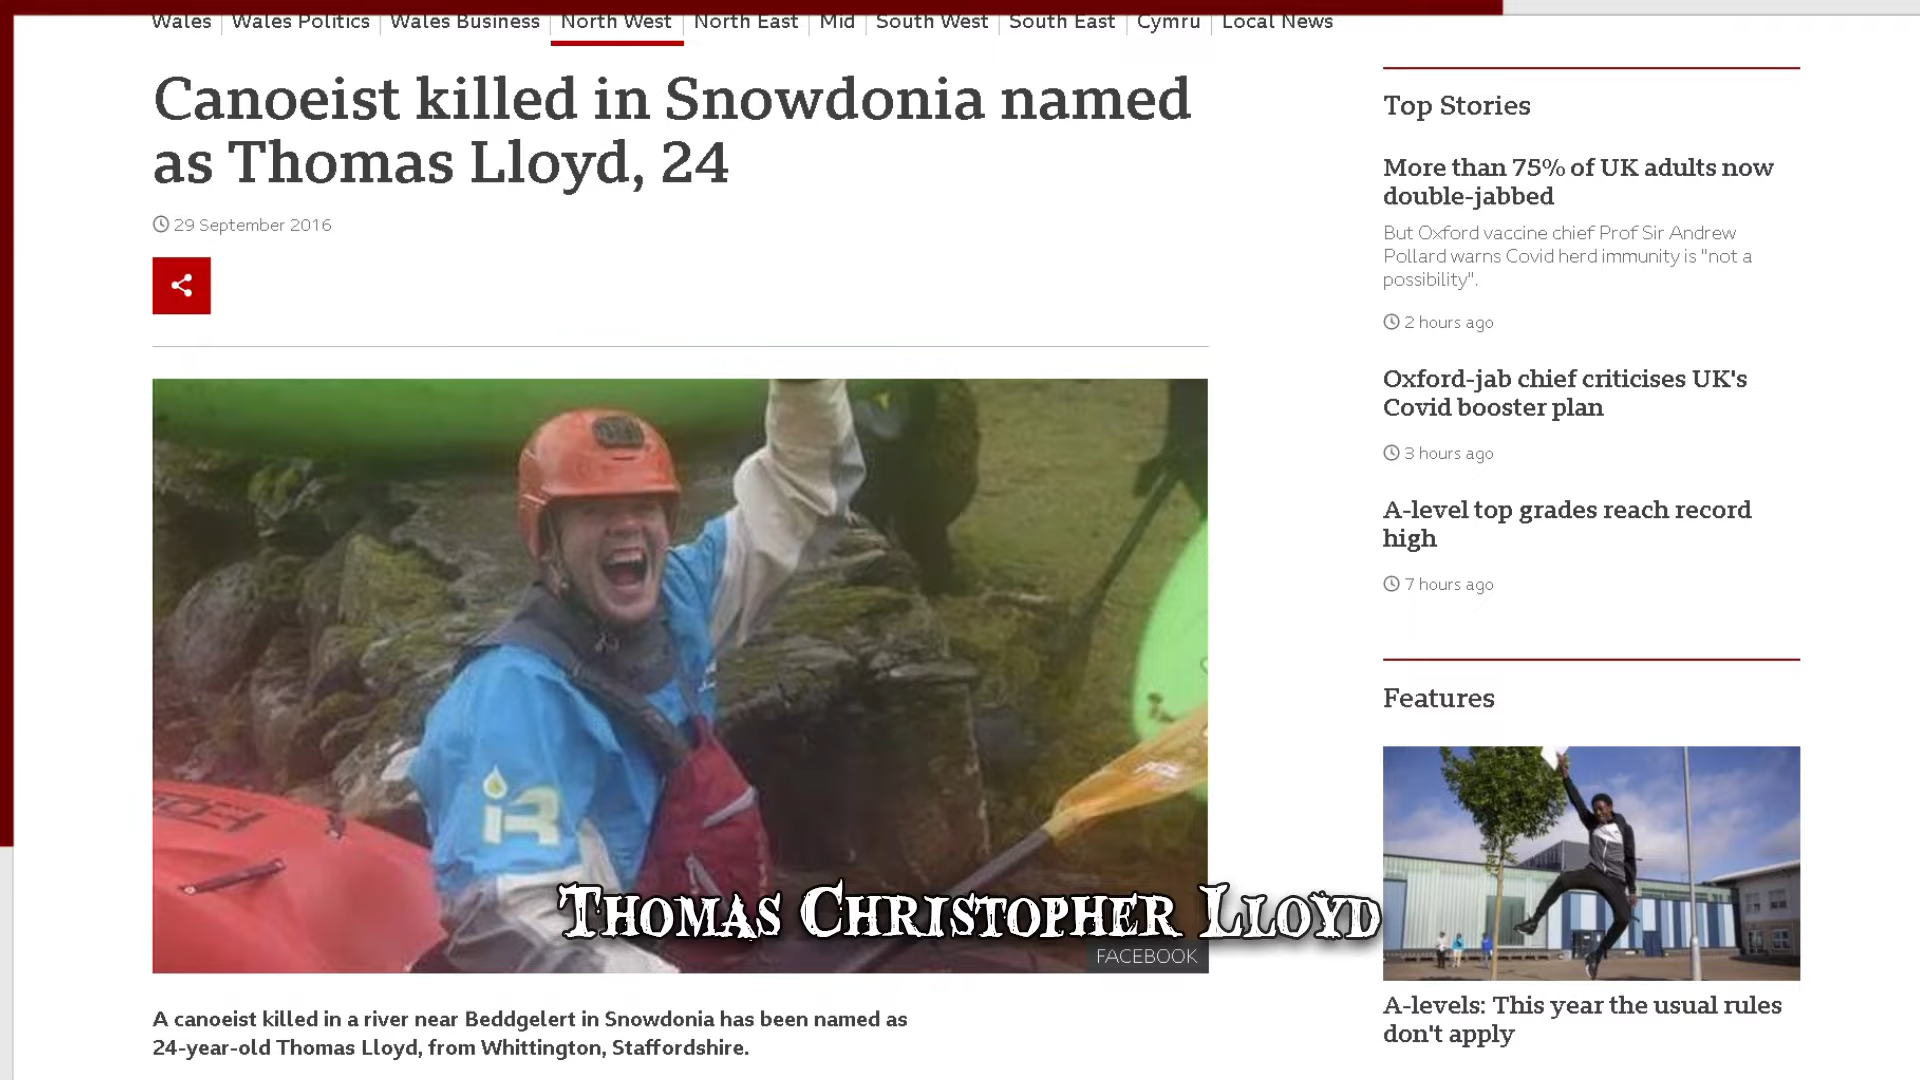 Wales
Wales Politics
Wales Business
North West
North East
Mid
South West
South East
Cymru
Local News
Canoeist killed in Snowdonia named
as Thomas Lloyd, 24
29 September 2016
iR
THOMAS CHRISTOPHER LLOYD
FACEBOOK
A canoeist killed in a river near Beddgelert in Snowdonia has been named as
24-year-old Thomas Lloyd, from Whittington, Staffordshire.
Top Stories
More than 75% of UK adults now
double-jabbed
But Oxford vaccine chief Prof Sir Andrew
Pollard warns Covid herd immunity is "not a
possibility".
2 hours ago
Oxford-jab chief criticises UK's
Covid booster plan
3 hours ago
A-level top grades reach record
high
7 hours ago
Features
A-levels: This year the usual rules
don't apply